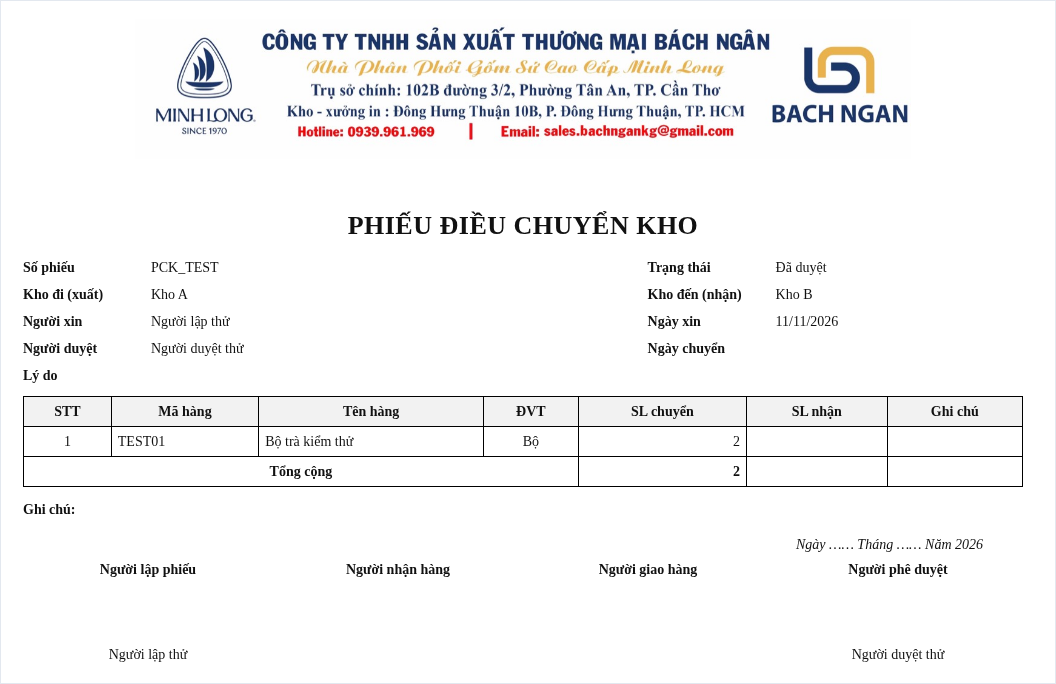 CÔNG TY TNHH SẢN XUẤT THƯƠNG MẠI BÁCH NGÂN
Nhà Phân Phối Gốm Sứ Cao Cấp Minh Long
Trụ sở chính: 102B đường 3/2, Phường Tân An, TP. Cần Thơ
Kho - xưởng in : Đông Hưng Thuận 10B, P. Đông Hưng Thuận, TP. HCM
Hotline: 0939.961.969 | Email: sales.bachngankg@gmail.com
MINH LONG.
SINCE 1970
BACH NGAN
PHIẾU ĐIỀU CHUYỂN KHO
Số phiếu PCK_TEST Trạng thái Đã duyệt
Kho đi (xuất) Kho A Kho đến (nhận) Kho B
Người xin Người lập thử Ngày xin 11/11/2026
Người duyệt Người duyệt thử Ngày chuyển
Lý do
STT Mã hàng Tên hàng ĐVT SL chuyển SL nhận Ghi chú
1 TEST01 Bộ trà kiểm thử Bộ 2
Tổng cộng 2
Ghi chú:
Ngày …… Tháng …… Năm 2026
Người lập phiếu Người nhận hàng Người giao hàng Người phê duyệt
Người lập thử Người duyệt thử